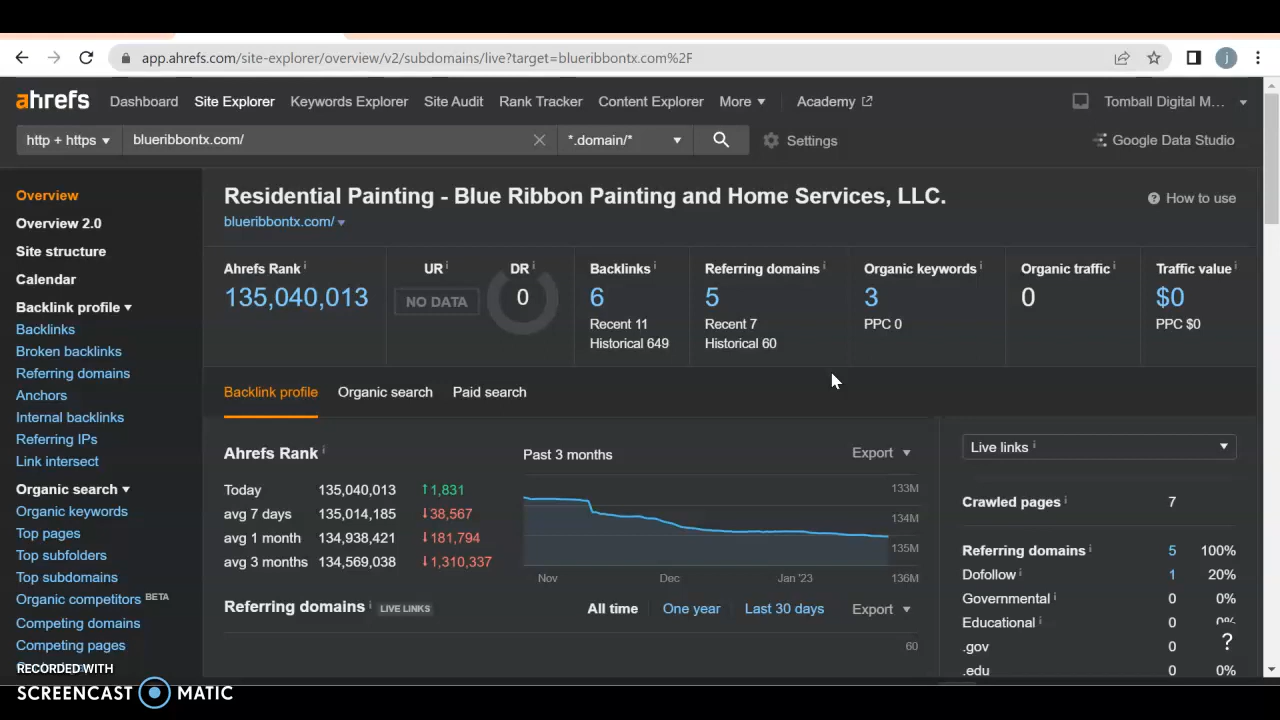 app.ahrefs.com/site-explorer/overview/v2/subdomains/live?target=blueribbontx.com%2F
j
ahrefs Dashboard Site Explorer Keywords Explorer Site Audit Rank Tracker Content Explorer More Academy Tomball Digital M...
http + https blueribbontx.com/ *.domain/* Settings Google Data Studio
Overview
Overview 2.0
Site structure
Calendar
Backlink profile
Backlinks
Broken backlinks
Referring domains
Anchors
Internal backlinks
Referring IPs
Link intersect
Organic search
Organic keywords
Top pages
Top subfolders
Top subdomains
Organic competitors BETA
Competing domains
Competing pages
Residential Painting - Blue Ribbon Painting and Home Services, LLC.
How to use
blueribbontx.com/
Ahrefs Rank
135,040,013
UR
NO DATA
DR
0
Backlinks
6
Recent 11
Historical 649
Referring domains
5
Recent 7
Historical 60
Organic keywords
3
PPC 0
Organic traffic
0
Traffic value
$0
PPC $0
Backlink profile Organic search Paid search
Ahrefs Rank
Past 3 months
Export
Today 135,040,013 ↑1,831
avg 7 days 135,014,185 ↓38,567
avg 1 month 134,938,421 ↓181,794
avg 3 months 134,569,038 ↓1,310,337
133M
134M
135M
136M
Nov Dec Jan '23
Referring domains LIVE LINKS
All time One year Last 30 days Export
60
Live links
Crawled pages 7
Referring domains 5 100%
Dofollow 1 20%
Governmental 0 0%
Educational 0 0%
.gov 0
.edu 0 0%
?
RECORDED WITH
SCREENCAST MATIC